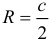 R = c/2